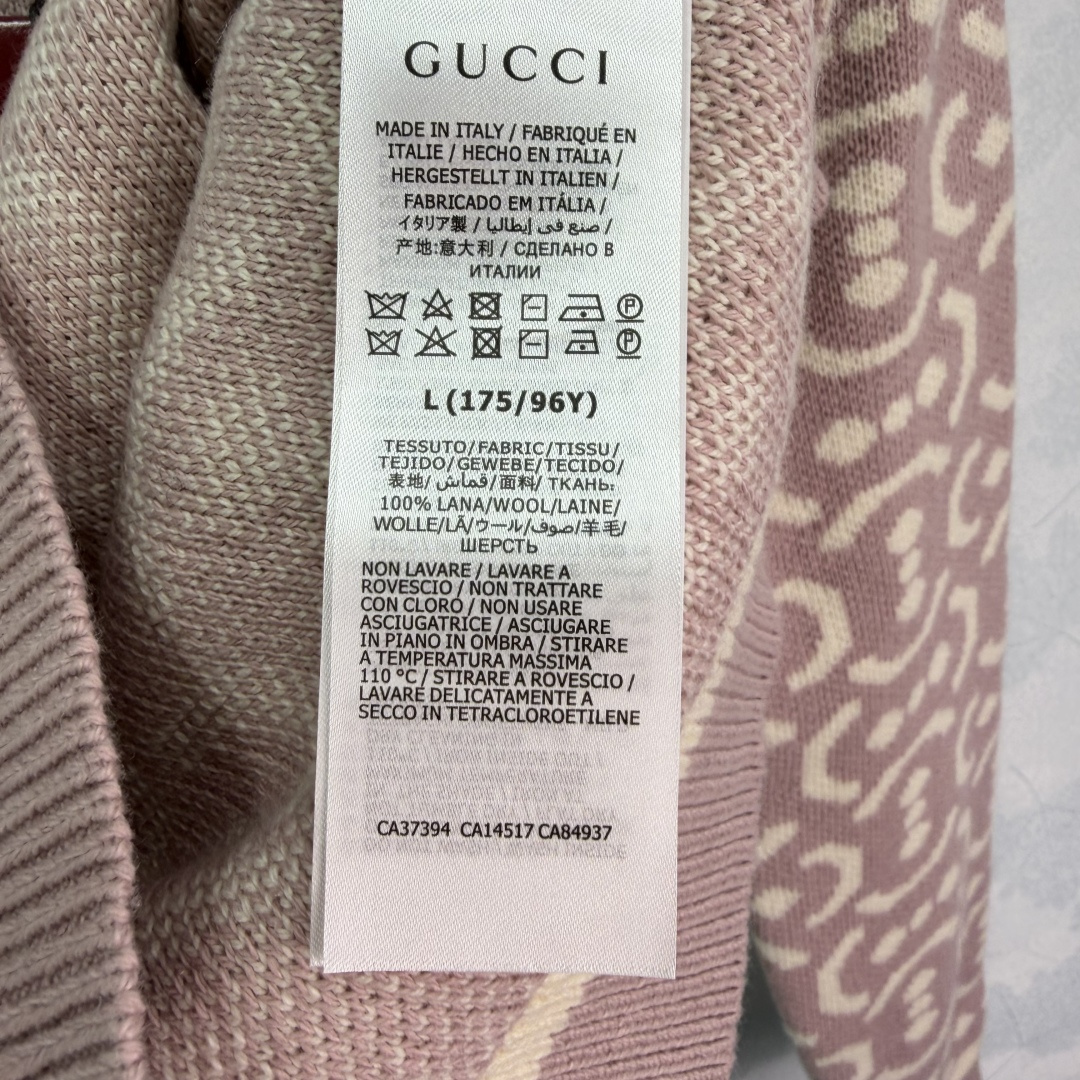 GUCCI
MADE IN ITALY / FABRIQUÉ EN
ITALIE / HECHO EN ITALIA /
HERGESTELLT IN ITALIEN /
FABRICADO EM ITÁLIA /
イタリア製 / صنع في إيطاليا /
产地:意大利 / СДЕЛАНО В
ИТАЛИИ
L (175/96Y)
TESSUTO/FABRIC/TISSU/
TEJIDO/GEWEBE/TECIDO/
表地/ قماش/面料/ ТКАНЬ:
100% LANA/WOOL/LAINE/
WOLLE/LÃ/ウール/صوف/羊毛/
ШЕРСТЬ
NON LAVARE / LAVARE A
ROVESCIO / NON TRATTARE
CON CLORO / NON USARE
ASCIUGATRICE / ASCIUGARE
IN PIANO IN OMBRA / STIRARE
A TEMPERATURA MASSIMA
110 °C / STIRARE A ROVESCIO /
LAVARE DELICATAMENTE A
SECCO IN TETRACLOROETILENE
CA37394 CA14517 CA84937